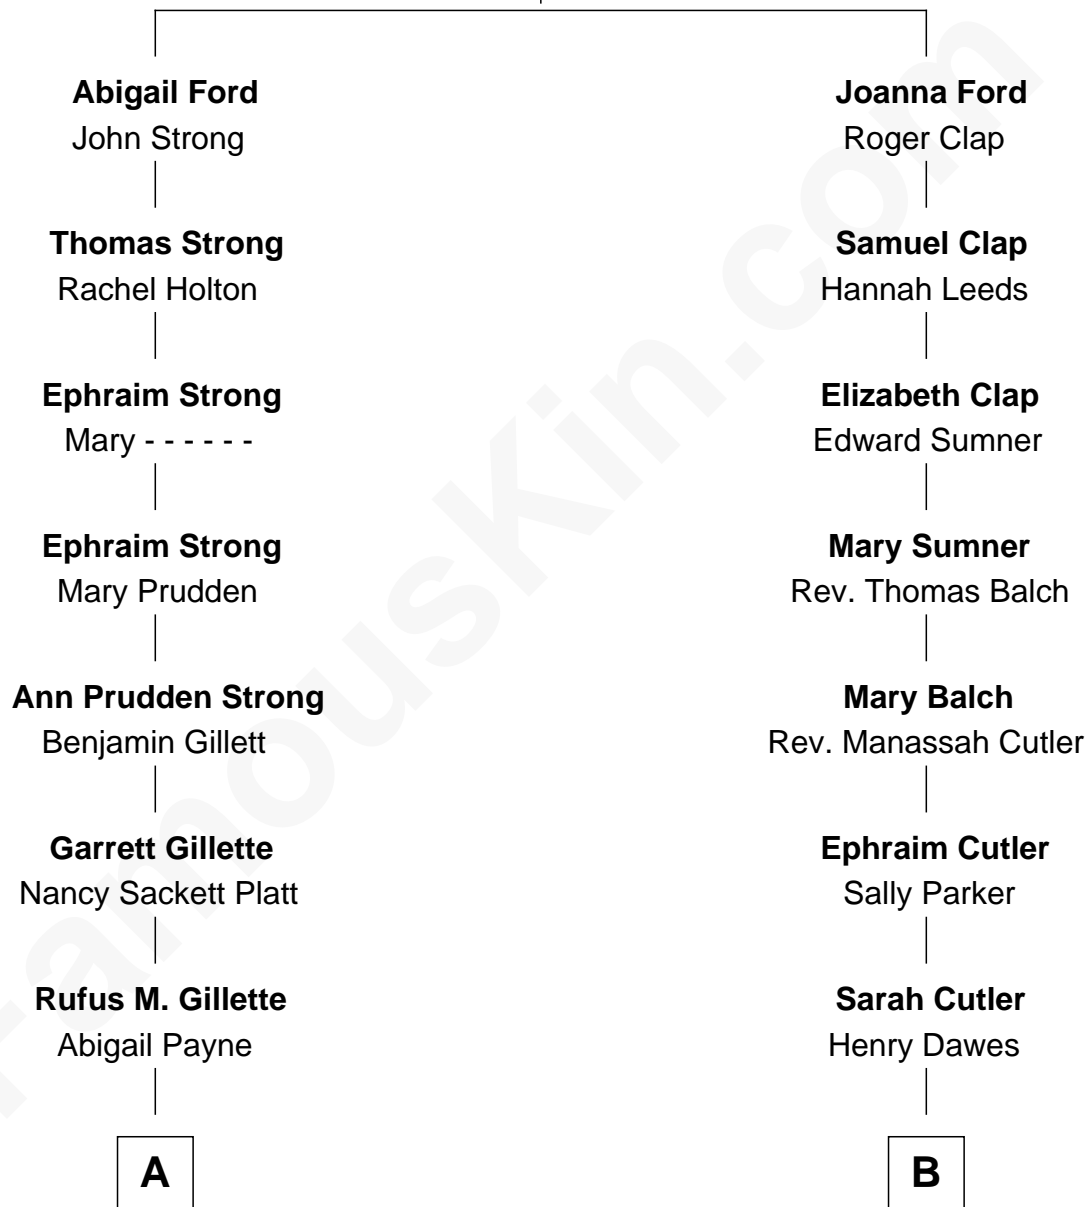 Abigail Ford
John Strong
Joanna Ford
Roger Clap
Thomas Strong
Rachel Holton
Samuel Clap
Hannah Leeds
Ephraim Strong
Mary - - - - - -
Elizabeth Clap
Edward Sumner
Ephraim Strong
Mary Prudden
Mary Sumner
Rev. Thomas Balch
Ann Prudden Strong
Benjamin Gillett
Mary Balch
Rev. Manassah Cutler
Garrett Gillette
Nancy Sackett Platt
Ephraim Cutler
Sally Parker
Rufus M. Gillette
Abigail Payne
Sarah Cutler
Henry Dawes
A
B
FamousKin.com